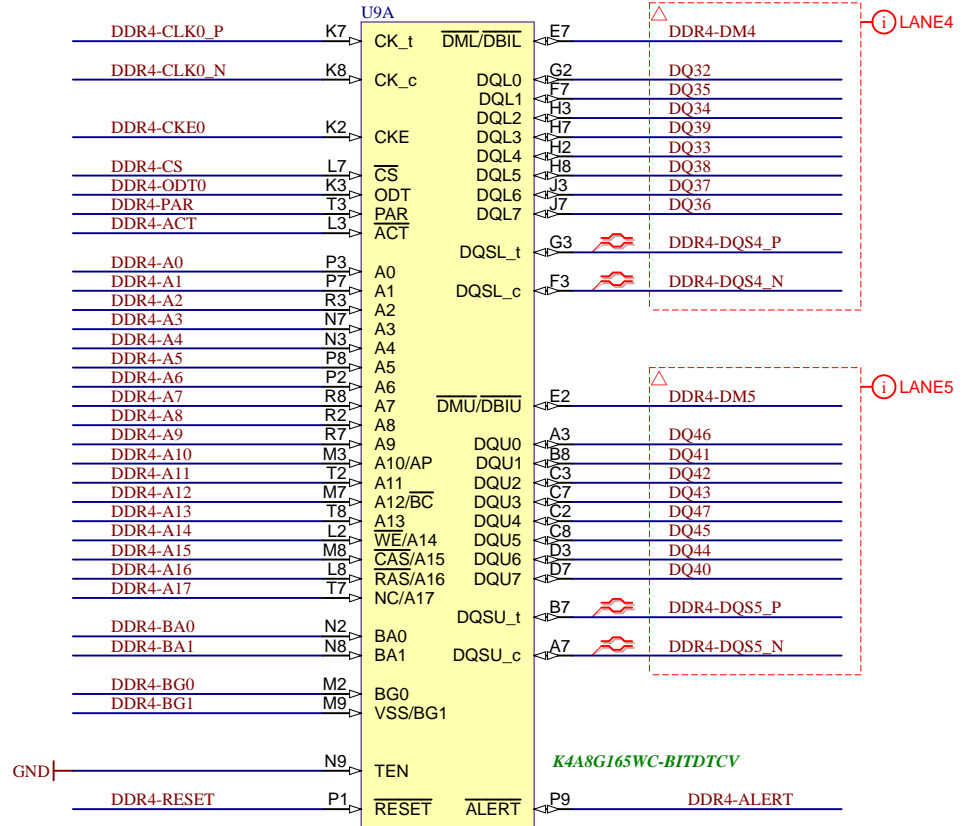 U9A
DDR4-CLK0_P K7 CK_t DML/DBIL E7 DDR4-DM4 LANE4
DDR4-CLK0_N K8 CK_c DQL0 G2 DQ32
DQL1 F7 DQ35
DQL2 H3 DQ34
DDR4-CKE0 K2 CKE DQL3 H7 DQ39
DQL4 H2 DQ33
DDR4-CS L7 CS DQL5 H8 DQ38
DDR4-ODT0 K3 ODT DQL6 J3 DQ37
DDR4-PAR T3 PAR DQL7 J7 DQ36
DDR4-ACT L3 ACT
DQSL_t G3 DDR4-DQS4_P
DDR4-A0 P3 A0
DDR4-A1 P7 A1 DQSL_c F3 DDR4-DQS4_N
DDR4-A2 R3 A2
DDR4-A3 N7 A3
DDR4-A4 N3 A4
DDR4-A5 P8 A5
DDR4-A6 P2 A6
DDR4-A7 R8 A7 DMU/DBIU E2 DDR4-DM5 LANE5
DDR4-A8 R2 A8
DDR4-A9 R7 A9 DQU0 A3 DQ46
DDR4-A10 M3 A10/AP DQU1 B8 DQ41
DDR4-A11 T2 A11 DQU2 C3 DQ42
DDR4-A12 M7 A12/BC DQU3 C7 DQ43
DDR4-A13 T8 A13 DQU4 C2 DQ47
DDR4-A14 L2 WE/A14 DQU5 C8 DQ45
DDR4-A15 M8 CAS/A15 DQU6 D3 DQ44
DDR4-A16 L8 RAS/A16 DQU7 D7 DQ40
DDR4-A17 T7 NC/A17
DQSU_t B7 DDR4-DQS5_P
DDR4-BA0 N2 BA0
DDR4-BA1 N8 BA1 DQSU_c A7 DDR4-DQS5_N
DDR4-BG0 M2 BG0
DDR4-BG1 M9 VSS/BG1
GND N9 TEN K4A8G165WC-BITDTCV
DDR4-RESET P1 RESET ALERT P9 DDR4-ALERT